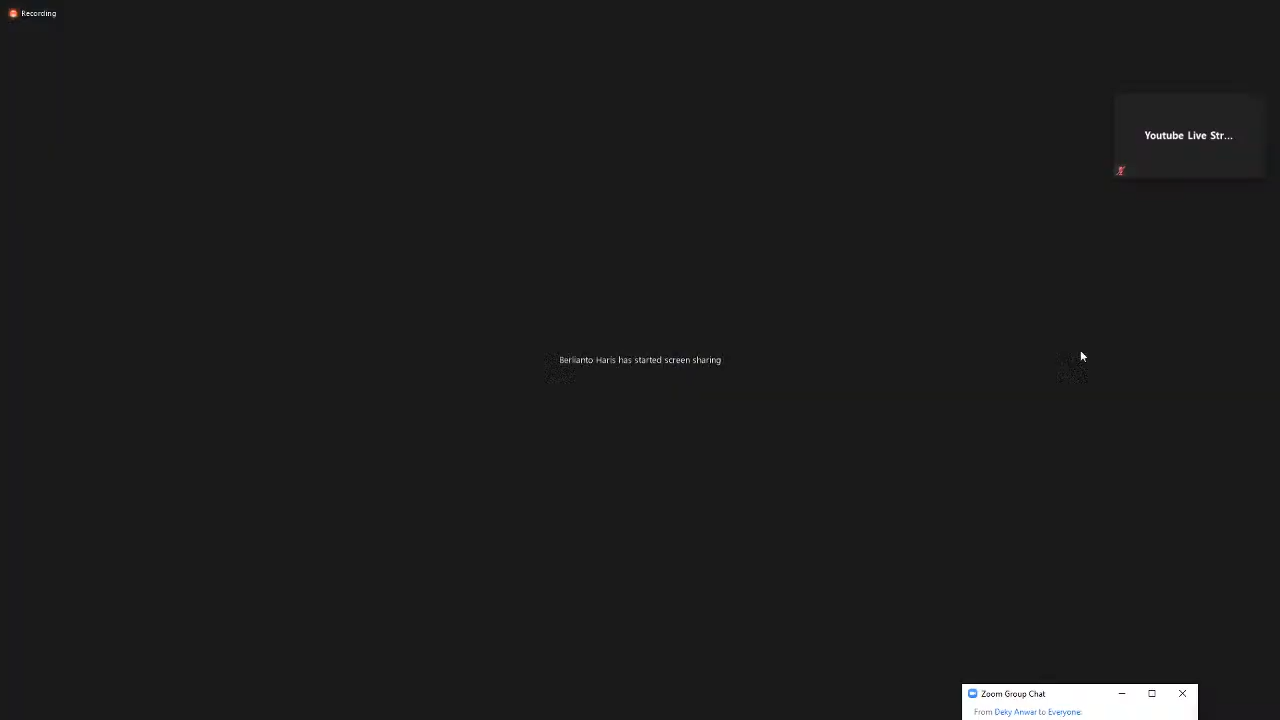 Recording
Youtube Live Str...
Berlianto Haris has started screen sharing
Zoom Group Chat
From Deky Anwar to Everyone: